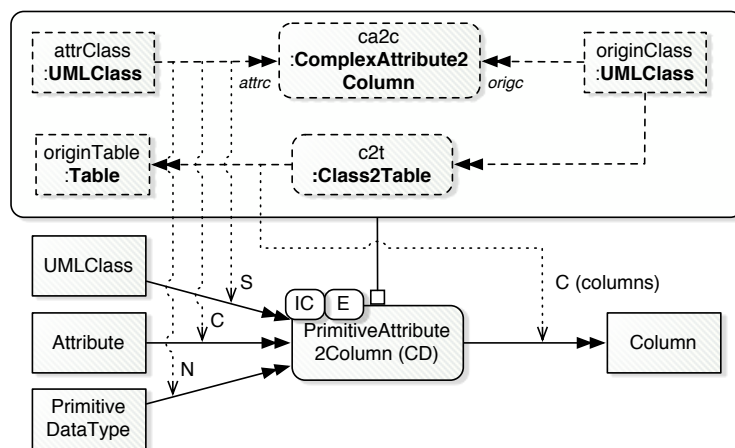 attrClass
:UMLClass
ca2c
:ComplexAttribute2
Column
originClass
:UMLClass
attrc
origc
originTable
:Table
c2t
:Class2Table
UMLClass
S
IC
E
C (columns)
Attribute
C
PrimitiveAttribute
2Column (CD)
Column
N
Primitive
DataType